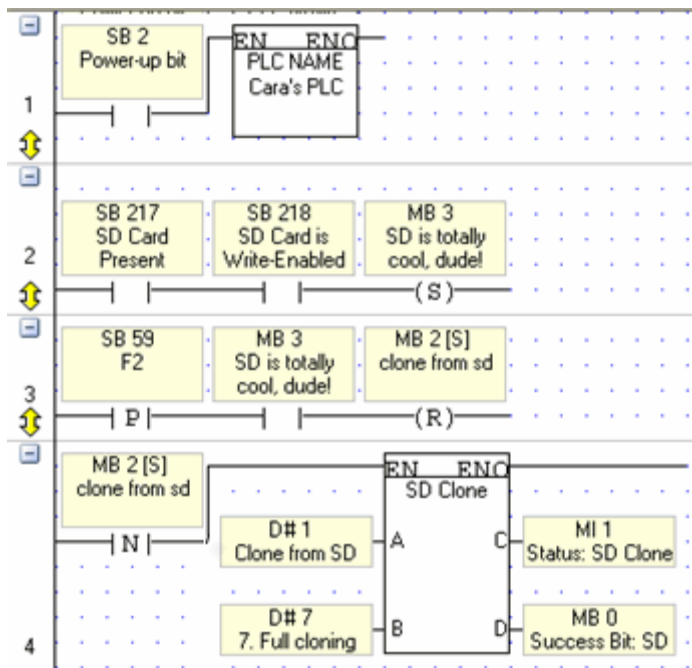 SB 2
Power-up bit
EN ENO
PLC NAME
Cara's PLC
1
SB 217
SD Card
Present
SB 218
SD Card is
Write-Enabled
MB 3
SD is totally
cool, dude!
2
(S)
SB 59
F2
MB 3
SD is totally
cool, dude!
MB 2 [S]
clone from sd
3
P
(R)
MB 2 [S]
clone from sd
EN ENO
SD Clone
N
D# 1
Clone from SD
A
C
MI 1
Status: SD Clone
D# 7
7. Full cloning
B
D
MB 0
Success Bit: SD
4